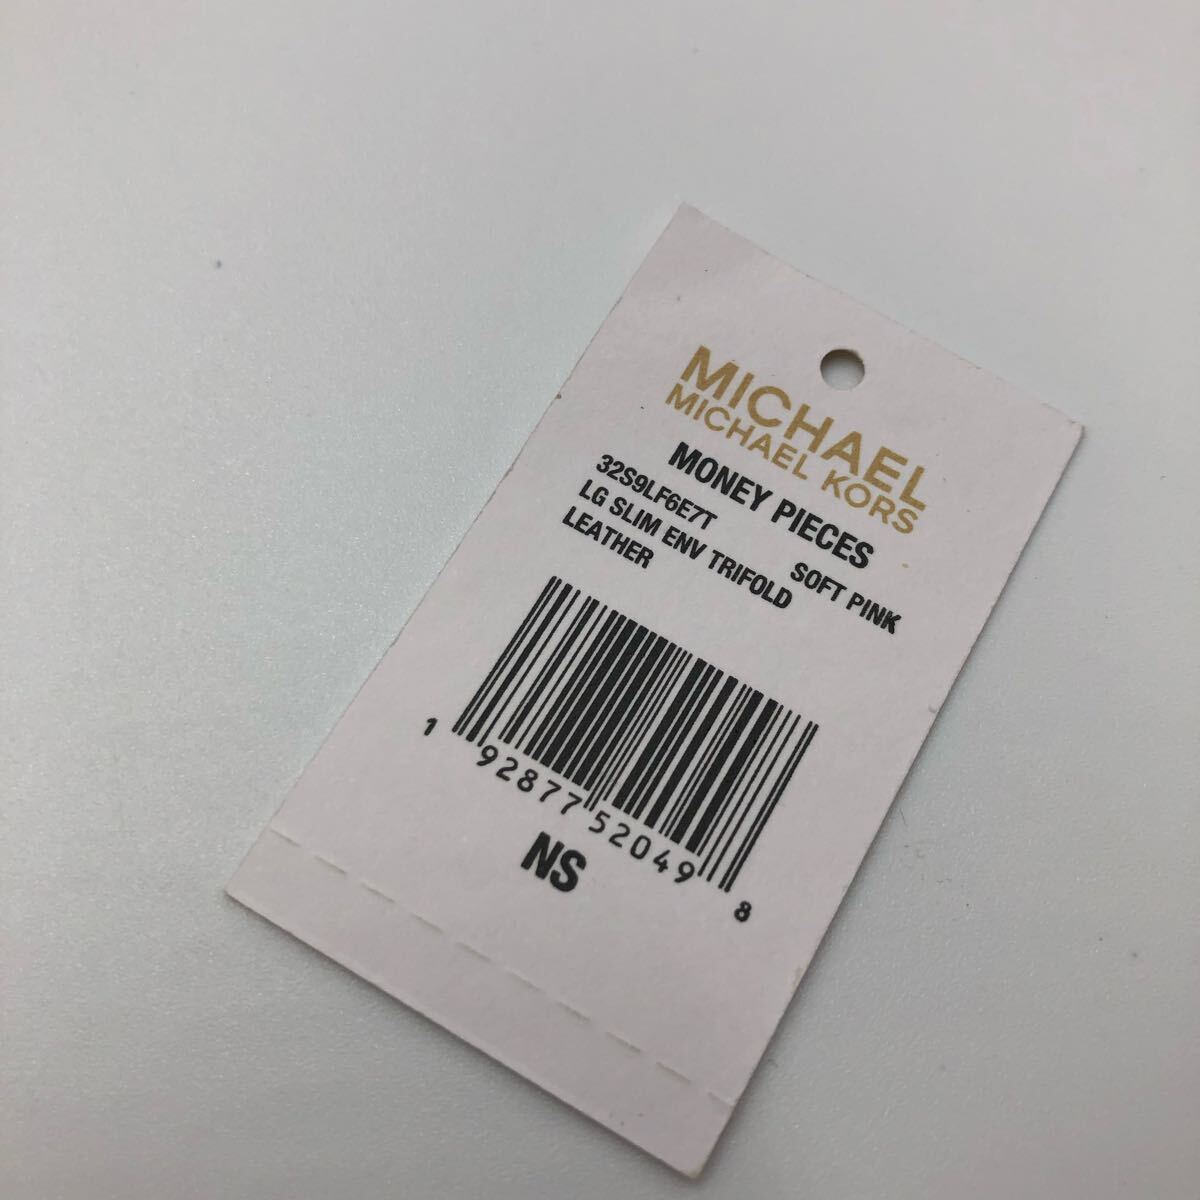 MICHAEL
MICHAEL KORS
MONEY PIECES
32S9LF6E7T SOFT PINK
LG SLIM ENV TRIFOLD
LEATHER
1 92877 52049 8
NS